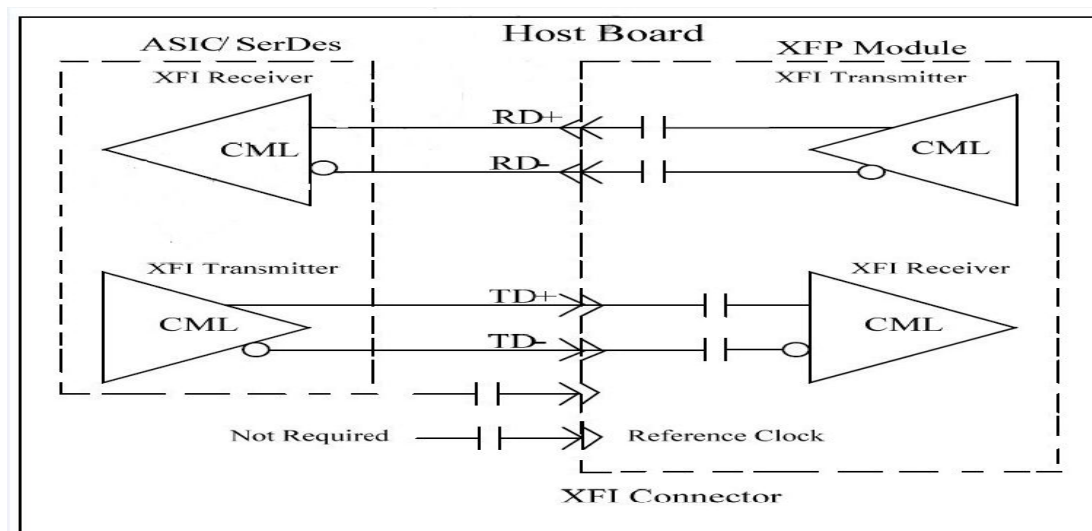 Host Board
ASIC/ SerDes
XFP Module
XFI Receiver
XFI Transmitter
RD+
CML
CML
RD-
XFI Transmitter
XFI Receiver
TD+
CML
CML
TD-
Not Required
Reference Clock
XFI Connector